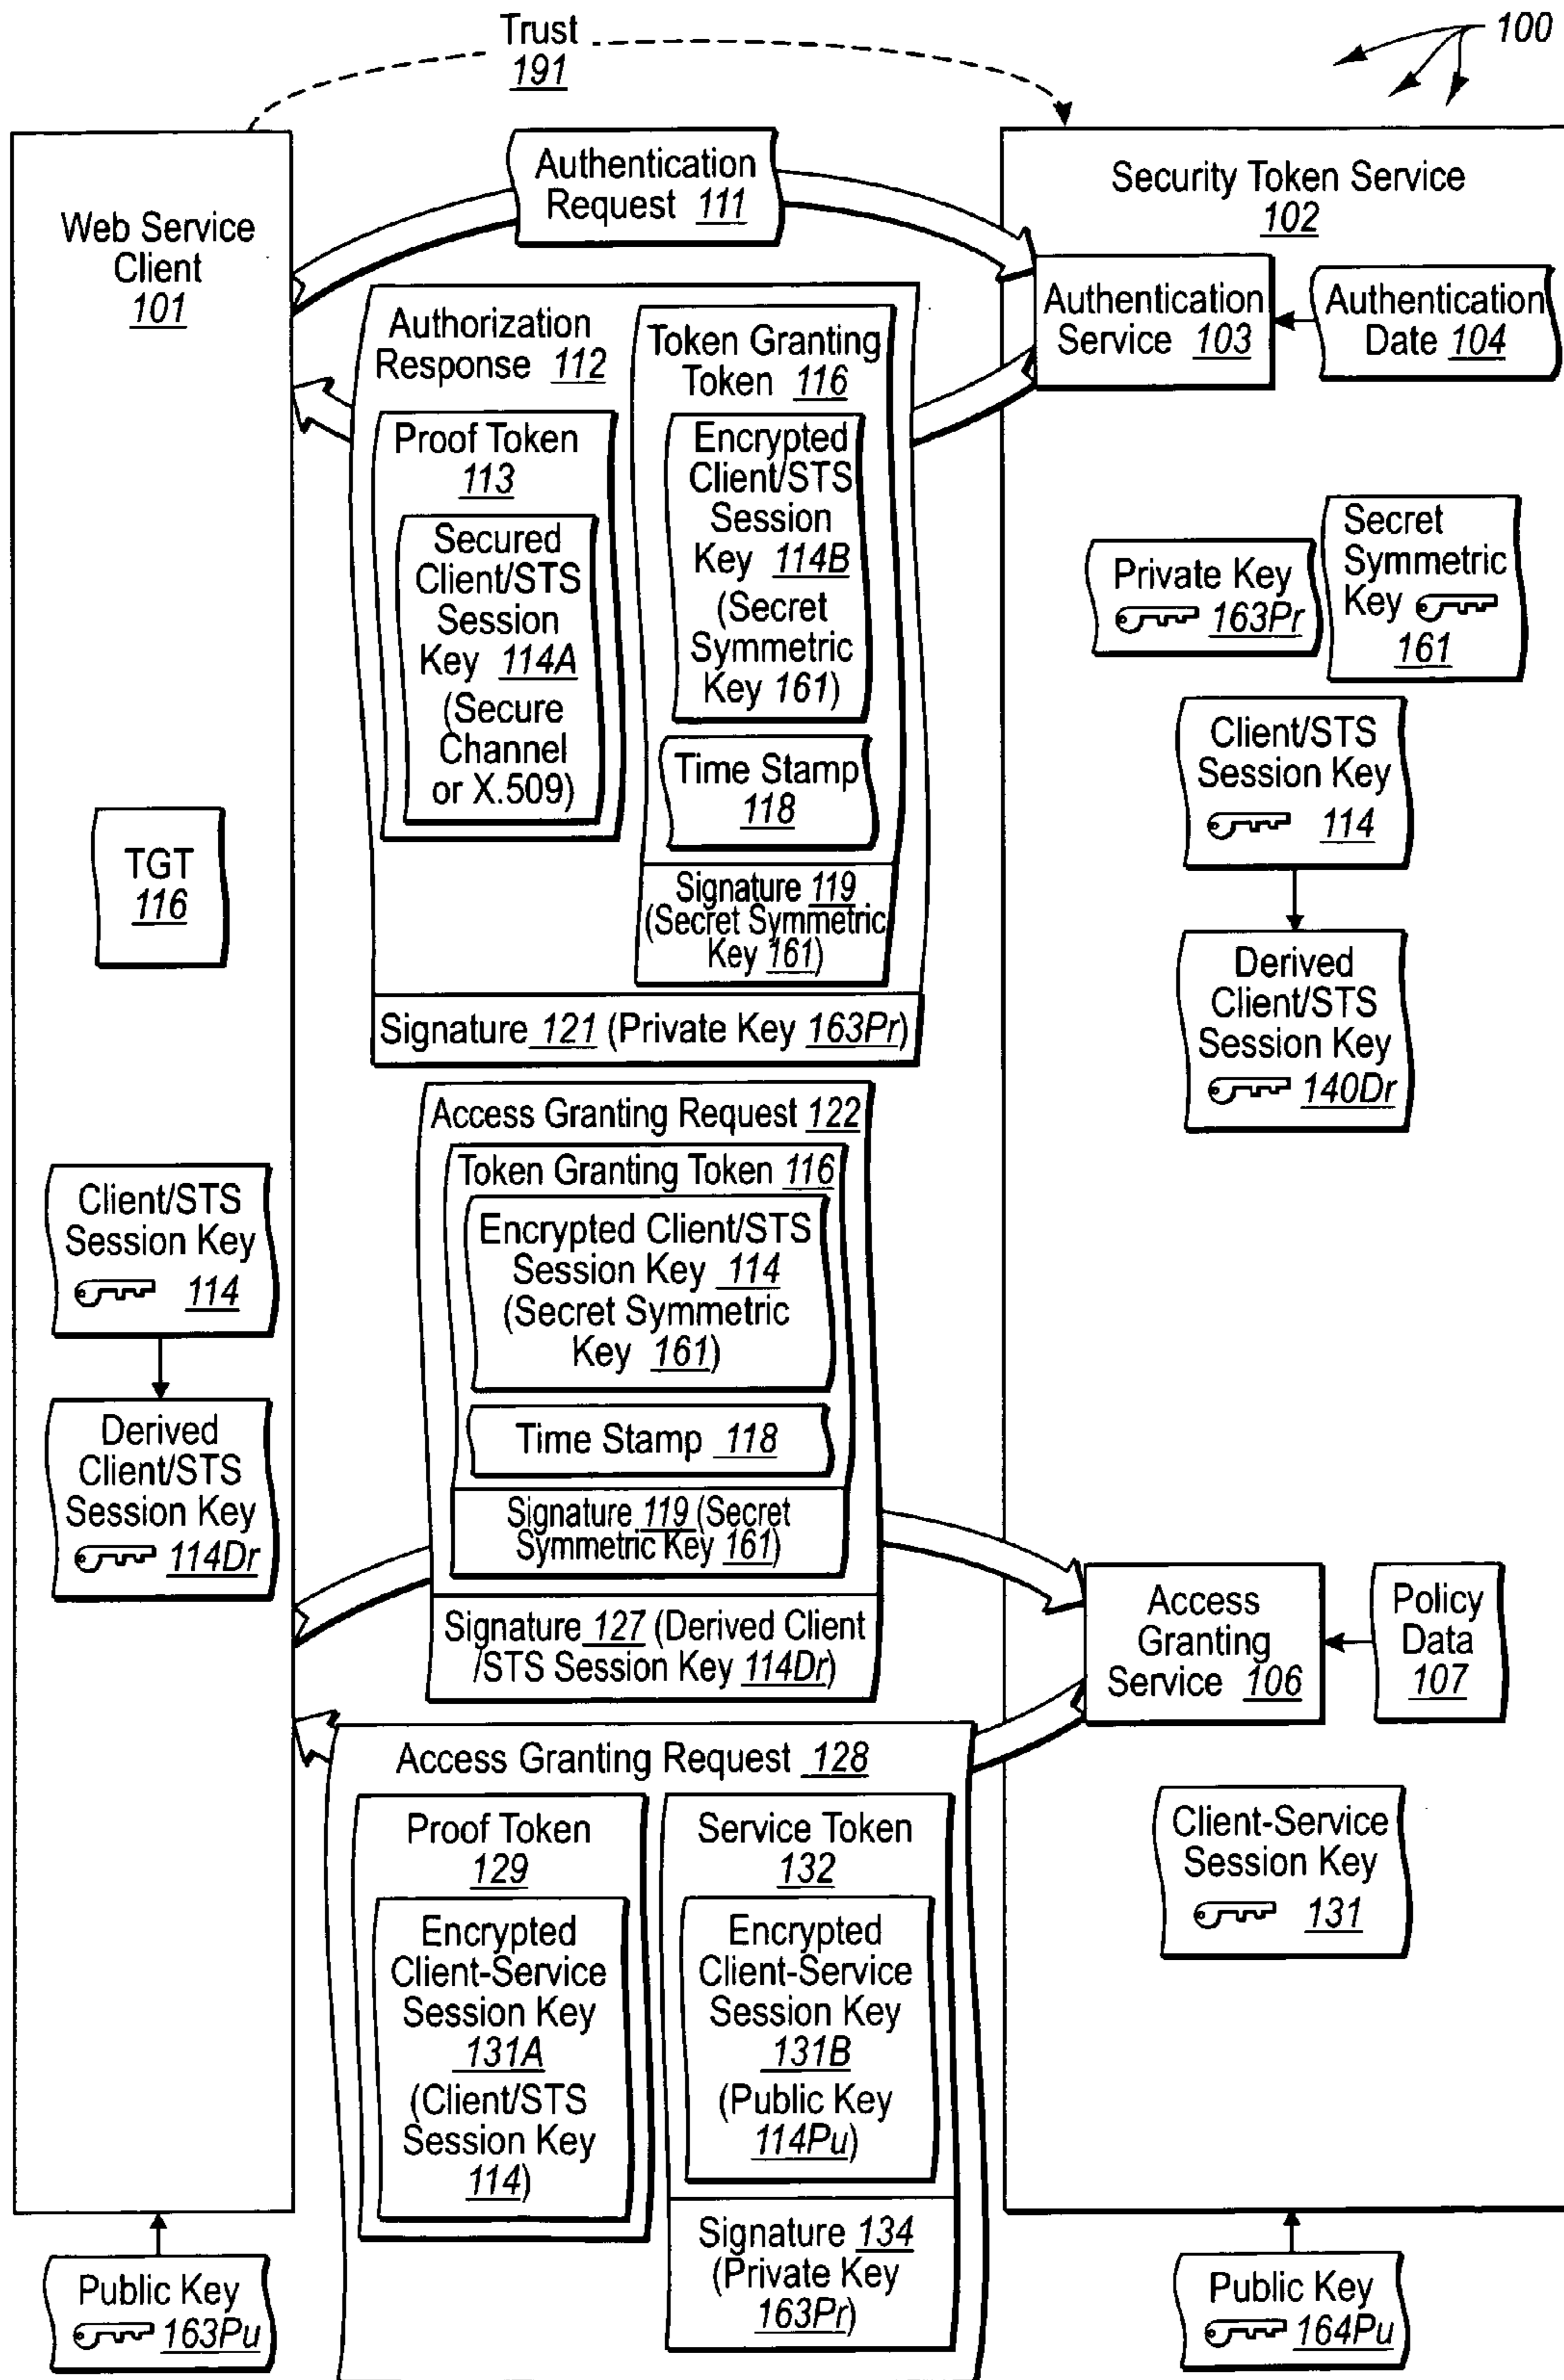 Trust
191
100
Web Service
Client
101
Authentication
Request 111
Security Token Service
102
Authentication
Service 103
Authentication
Date 104
Authorization
Response 112
Proof Token
113
Secured
Client/STS
Session
Key 114A
(Secure
Channel
or X.509)
Token Granting
Token 116
Encrypted
Client/STS
Session
Key 114B
(Secret
Symmetric
Key 161)
Time Stamp
118
Signature 119
(Secret Symmetric
Key 161)
Signature 121 (Private Key 163Pr)
Private Key
163Pr
Secret
Symmetric
Key
161
Client/STS
Session Key
114
Derived
Client/STS
Session Key
140Dr
TGT
116
Client/STS
Session Key
114
Derived
Client/STS
Session Key
114Dr
Access Granting Request 122
Token Granting Token 116
Encrypted Client/STS
Session Key 114
(Secret Symmetric
Key 161)
Time Stamp 118
Signature 119 (Secret
Symmetric Key 161)
Signature 127 (Derived Client
/STS Session Key 114Dr)
Access
Granting
Service 106
Policy
Data
107
Access Granting Request 128
Proof Token
129
Encrypted
Client-Service
Session Key
131A
(Client/STS
Session Key
114)
Service Token
132
Encrypted
Client-Service
Session Key
131B
(Public Key
114Pu)
Signature 134
(Private Key
163Pr)
Client-Service
Session Key
131
Public Key
163Pu
Public Key
164Pu